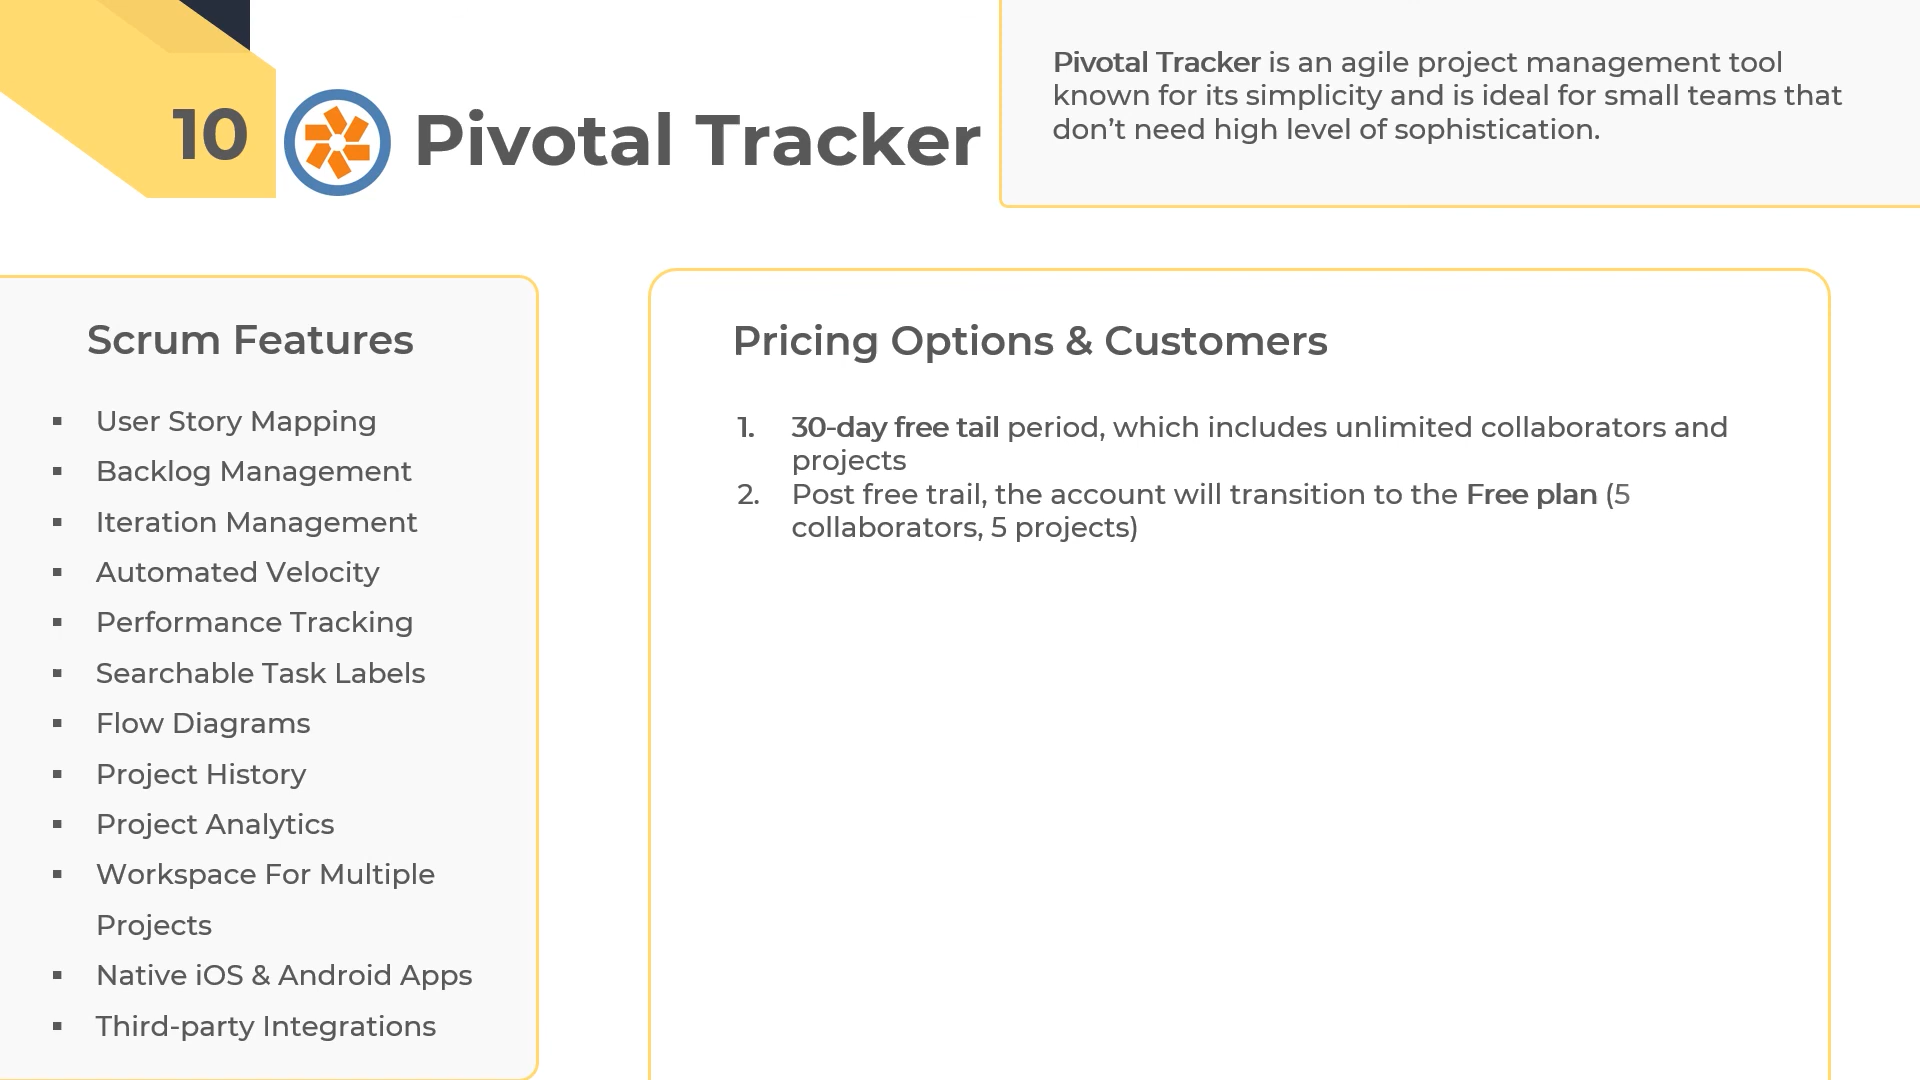 10
Pivotal Tracker
Pivotal Tracker is an agile project management tool
known for its simplicity and is ideal for small teams that
don’t need high level of sophistication.
Scrum Features
▪ User Story Mapping
▪ Backlog Management
▪ Iteration Management
▪ Automated Velocity
▪ Performance Tracking
▪ Searchable Task Labels
▪ Flow Diagrams
▪ Project History
▪ Project Analytics
▪ Workspace For Multiple
Projects
▪ Native iOS & Android Apps
▪ Third-party Integrations
Pricing Options & Customers
1. 30-day free tail period, which includes unlimited collaborators and
projects
2. Post free trail, the account will transition to the Free plan (5
collaborators, 5 projects)